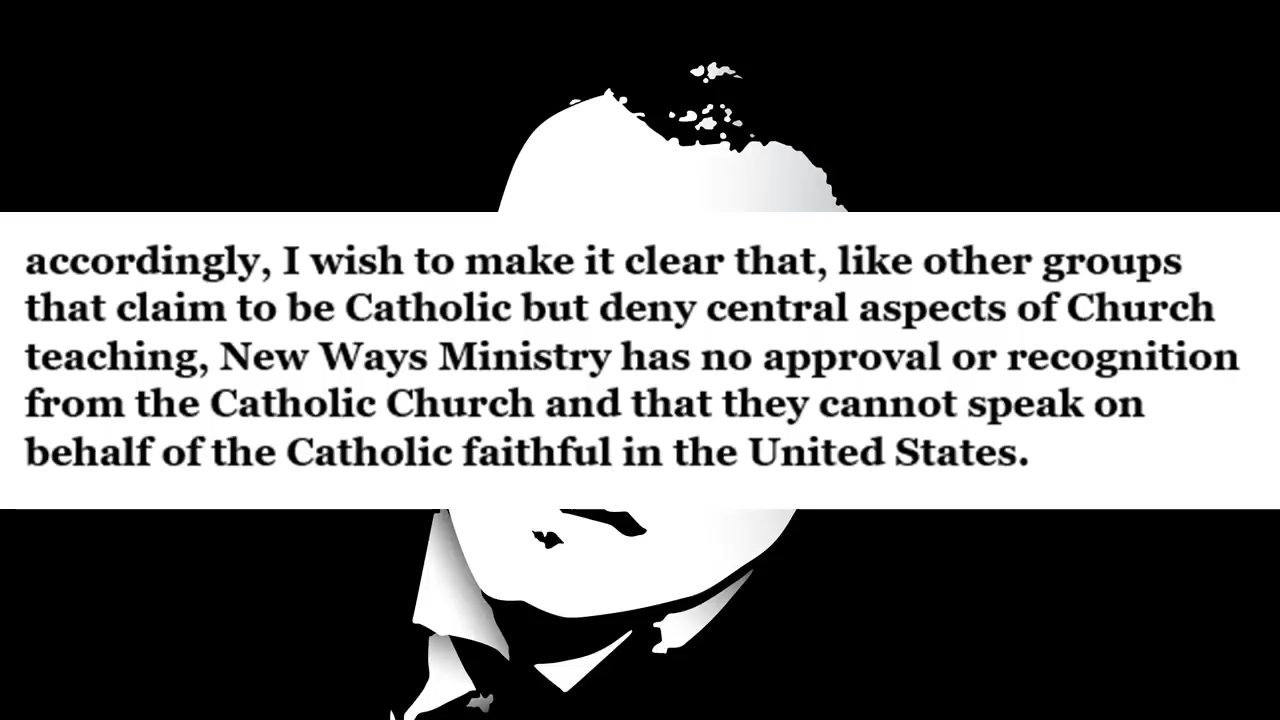 accordingly, I wish to make it clear that, like other groups
that claim to be Catholic but deny central aspects of Church
teaching, New Ways Ministry has no approval or recognition
from the Catholic Church and that they cannot speak on
behalf of the Catholic faithful in the United States.